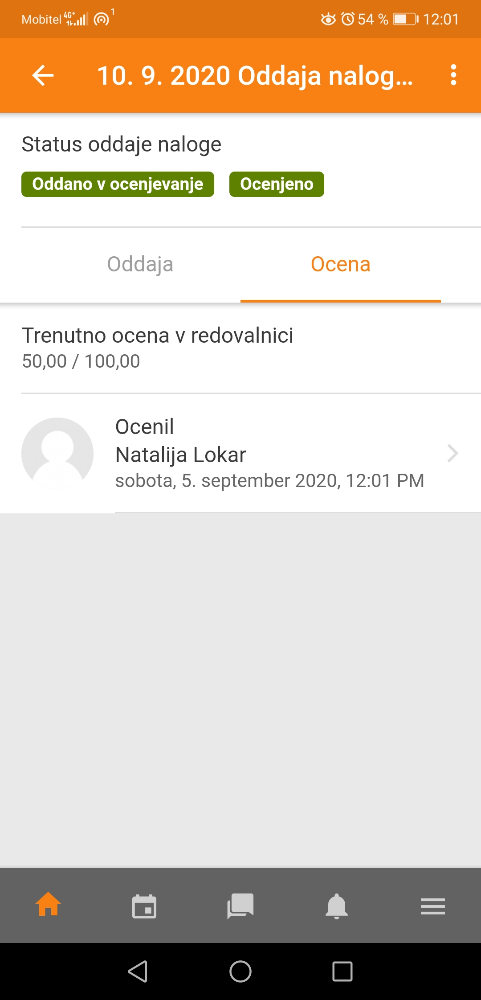 Mobitel 4G+ 1 54 % 12:01
10. 9. 2020 Oddaja nalog...
Status oddaje naloge
Oddano v ocenjevanje Ocenjeno
Oddaja Ocena
Trenutno ocena v redovalnici
50,00 / 100,00
Ocenil
Natalija Lokar
sobota, 5. september 2020, 12:01 PM